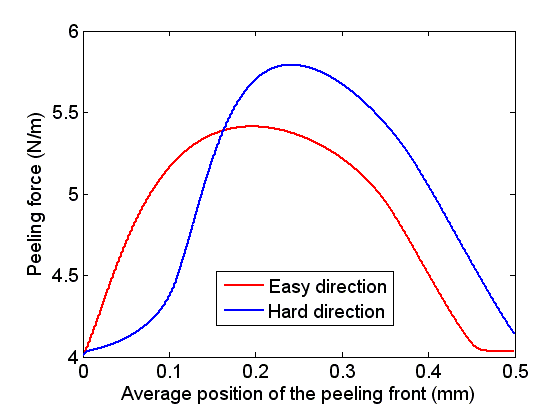 6
5.5
5
4.5
4
Peeling force (N/m)
Easy direction
Hard direction
0 0.1 0.2 0.3 0.4 0.5
Average position of the peeling front (mm)